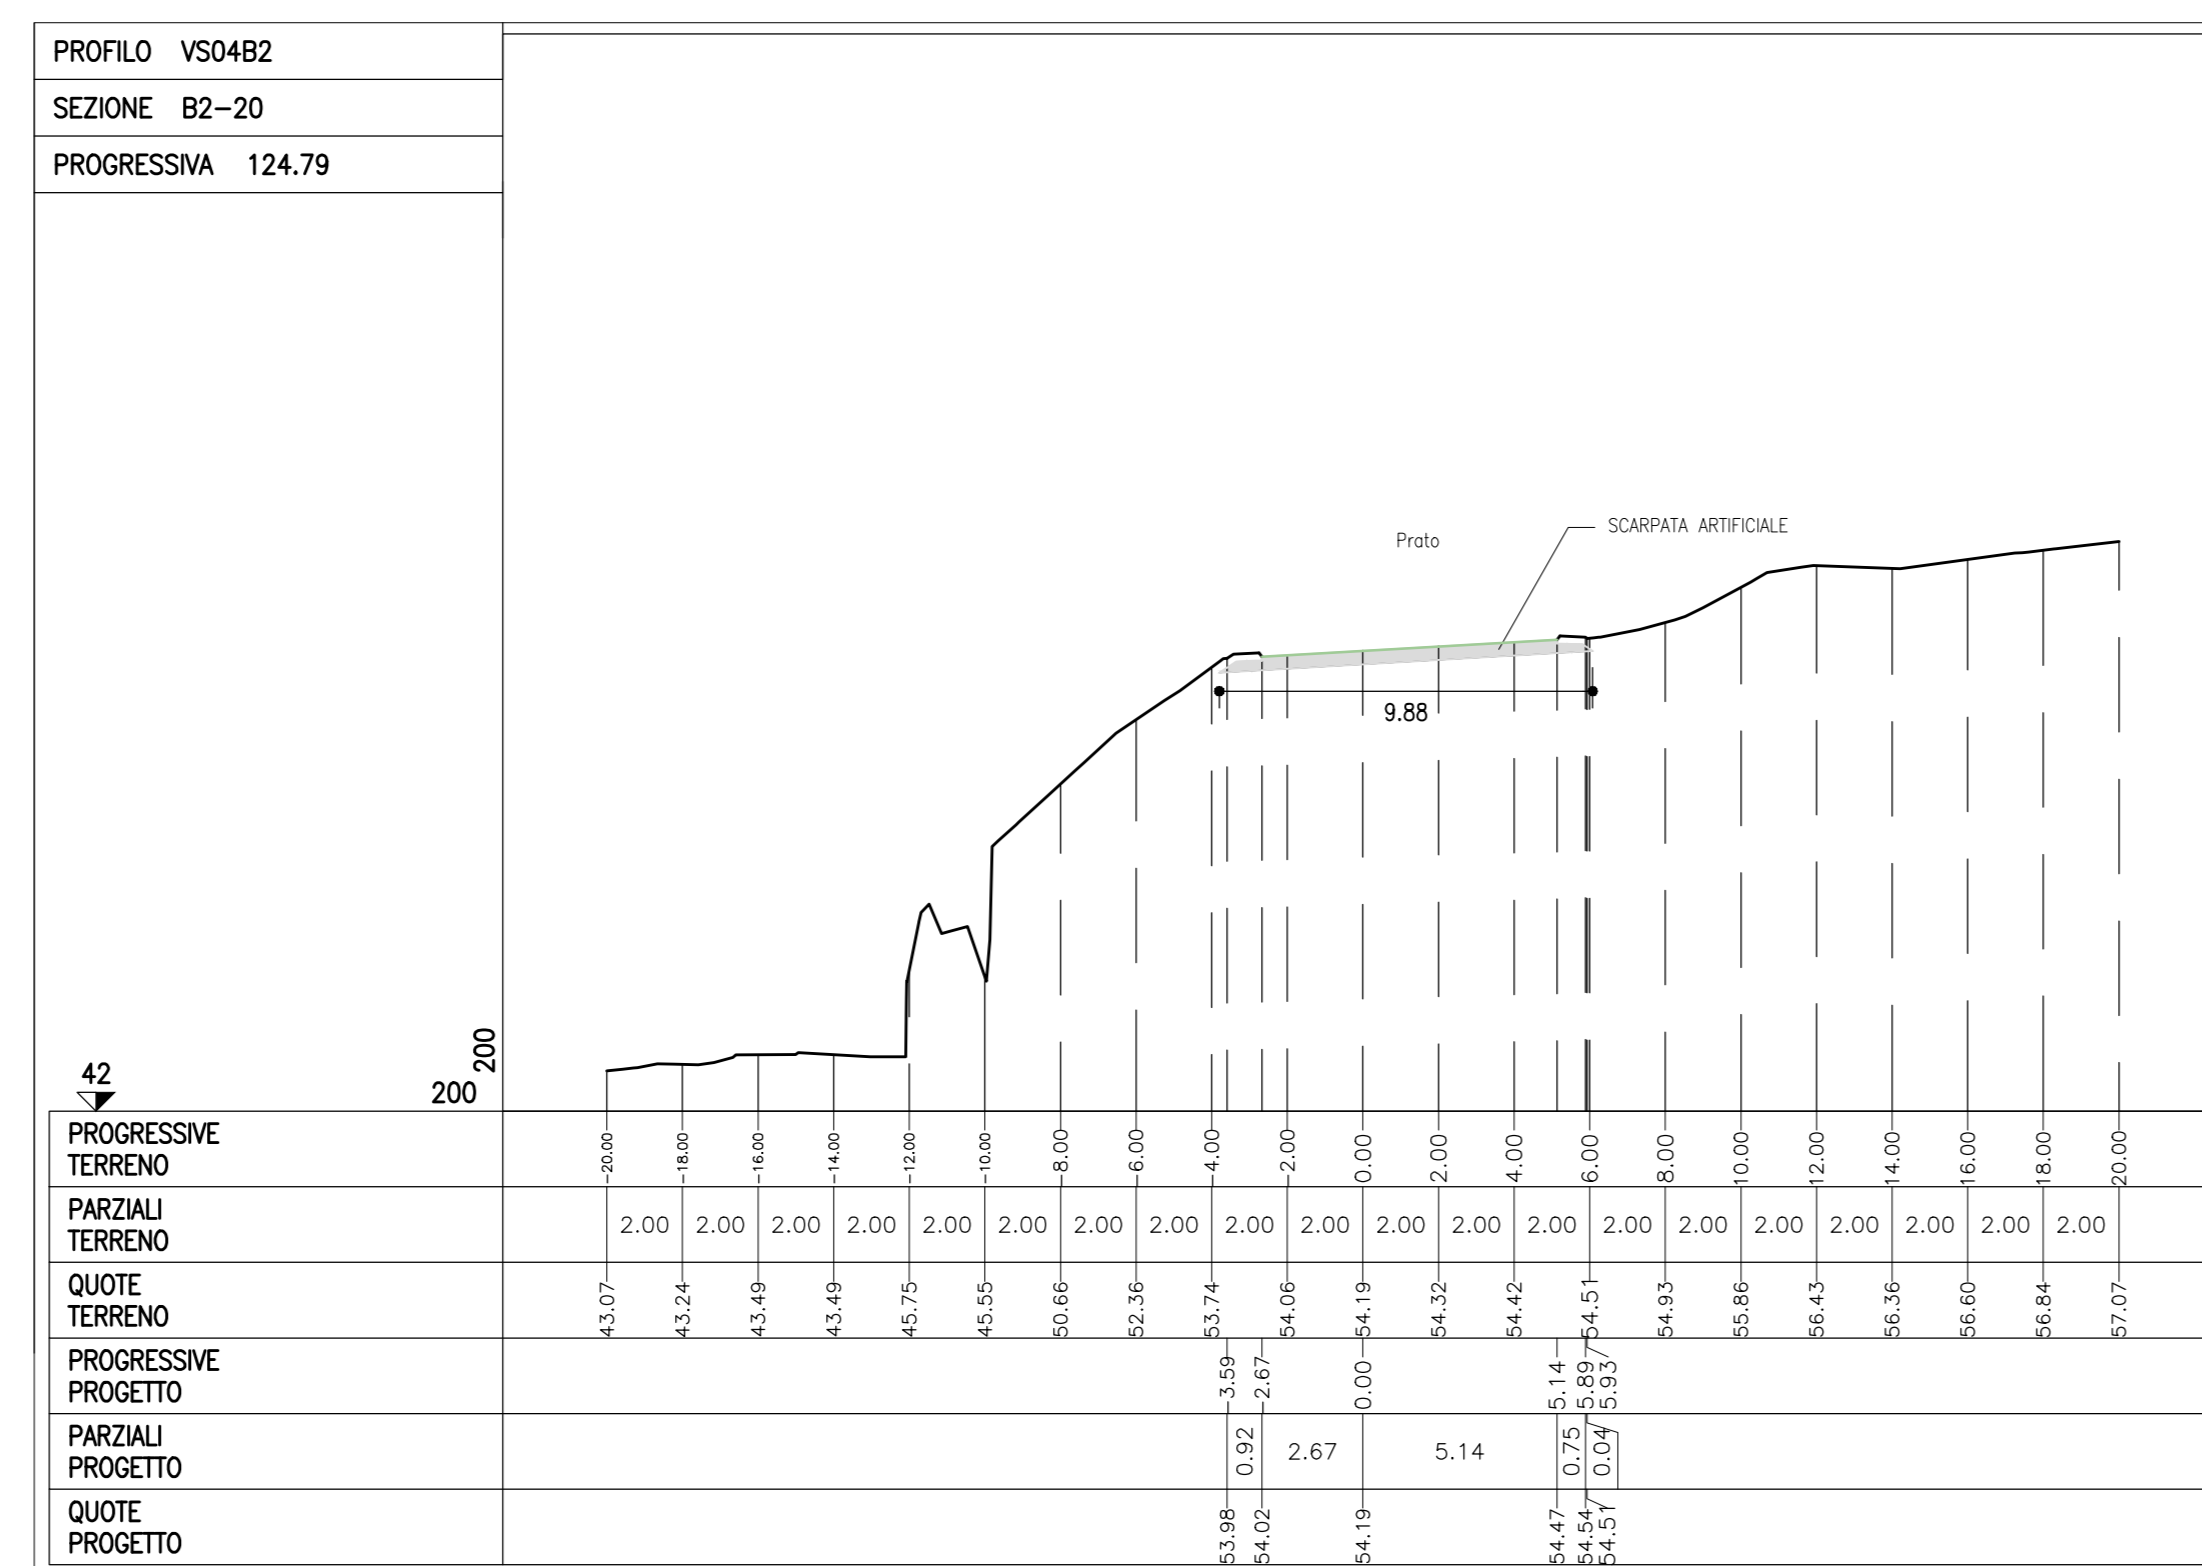 PROFILO VS04B2
SEZIONE B2-20
PROGRESSIVA 124.79
Prato
SCARPATA ARTIFICIALE
9.88
42
200
200
PROGRESSIVE
TERRENO
-20.00 -18.00 -16.00 -14.00 -12.00 -10.00 -8.00 -6.00 -4.00 -2.00 0.00 2.00 4.00 6.00 8.00 10.00 12.00 14.00 16.00 18.00 20.00
PARZIALI
TERRENO
2.00 2.00 2.00 2.00 2.00 2.00 2.00 2.00 2.00 2.00 2.00 2.00 2.00 2.00 2.00 2.00 2.00 2.00 2.00 2.00
QUOTE
TERRENO
43.07 43.24 43.49 43.49 45.75 45.55 50.66 52.36 53.74 54.06 54.19 54.32 54.42 54.51 54.93 55.86 56.43 56.36 56.60 56.84 57.07
PROGRESSIVE
PROGETTO
-3.59 -2.67 0.00 5.14 5.89 5.93
PARZIALI
PROGETTO
0.92 2.67 5.14 0.75 0.04
QUOTE
PROGETTO
53.98 54.02 54.19 54.47 54.54 54.51